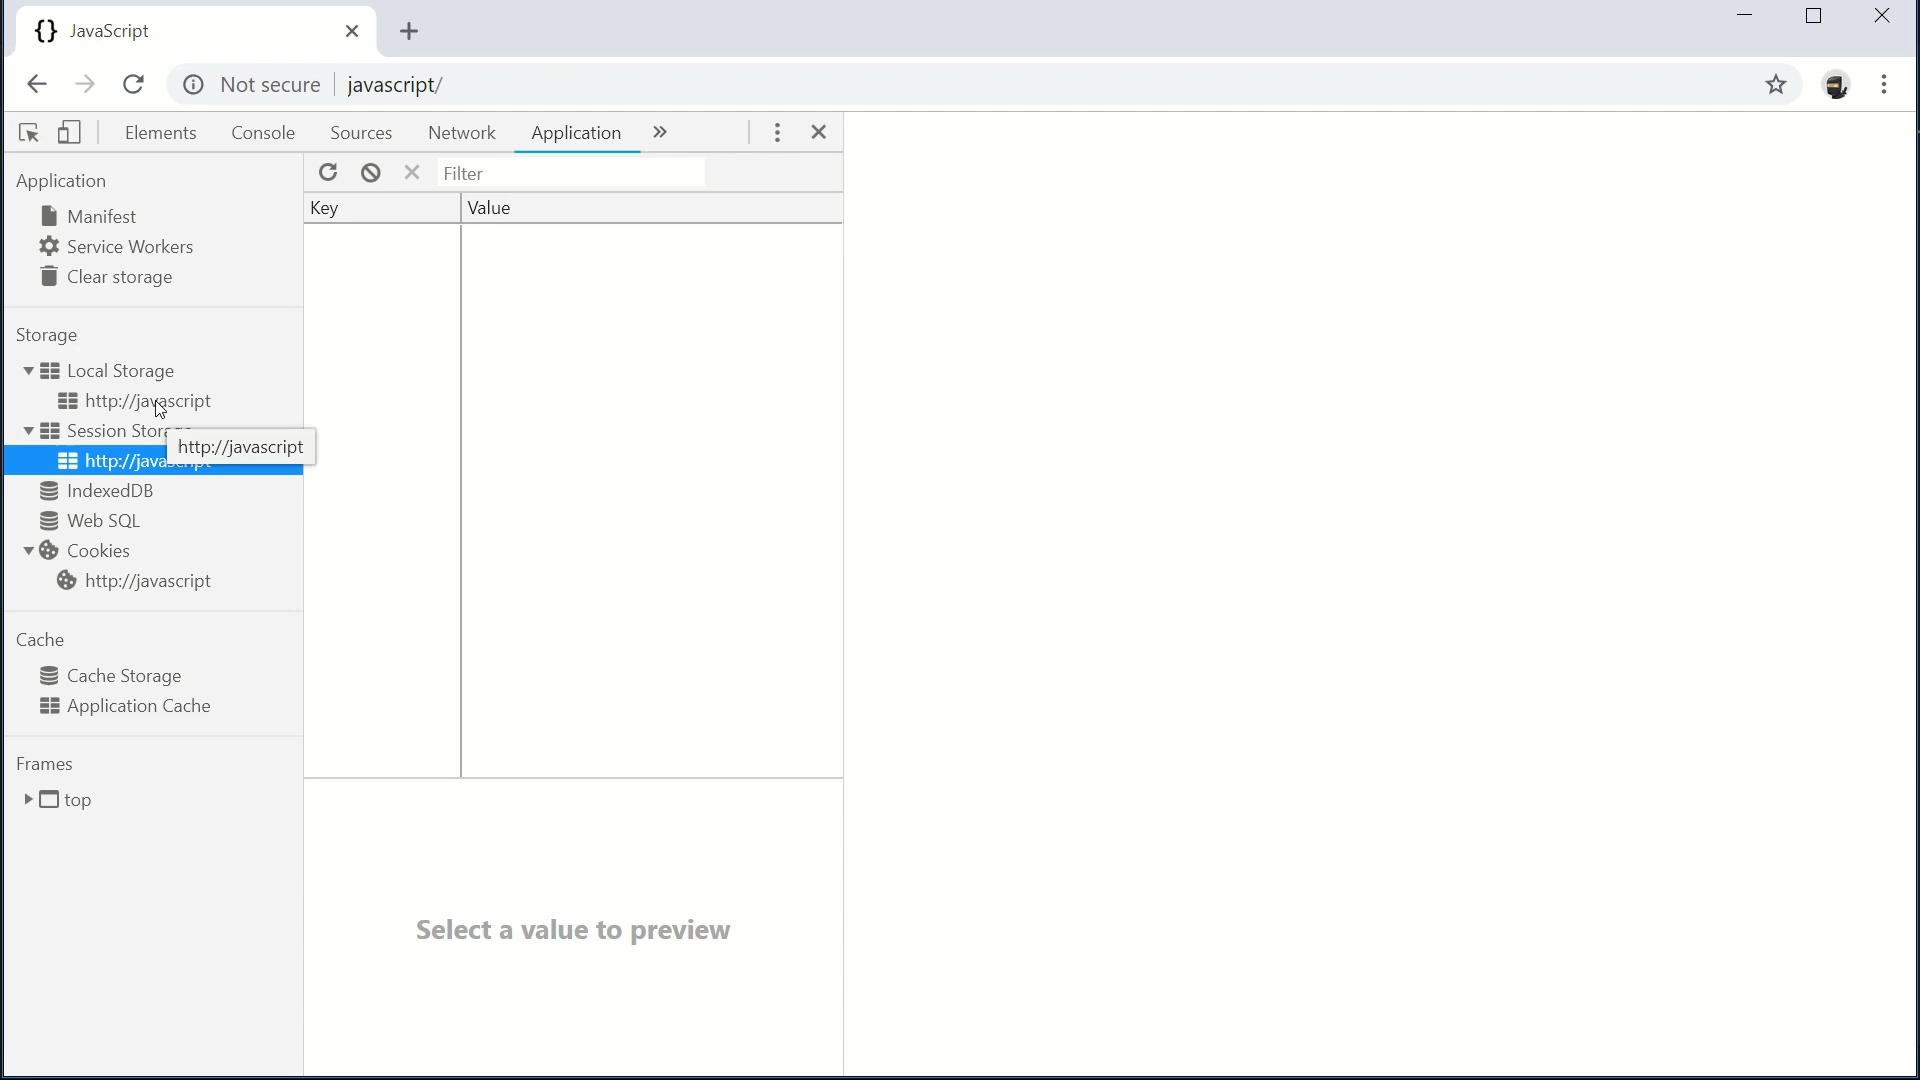 JavaScript
Not secure
javascript/
Elements
Console
Sources
Network
Application
Application
Filter
Key
Value
Manifest
Service Workers
Clear storage
Storage
Local Storage
http://javascript
Session Stora
http://javascript
http://javascript
IndexedDB
Web SQL
Cookies
http://javascript
Cache
Cache Storage
Application Cache
Frames
top
Select a value to preview